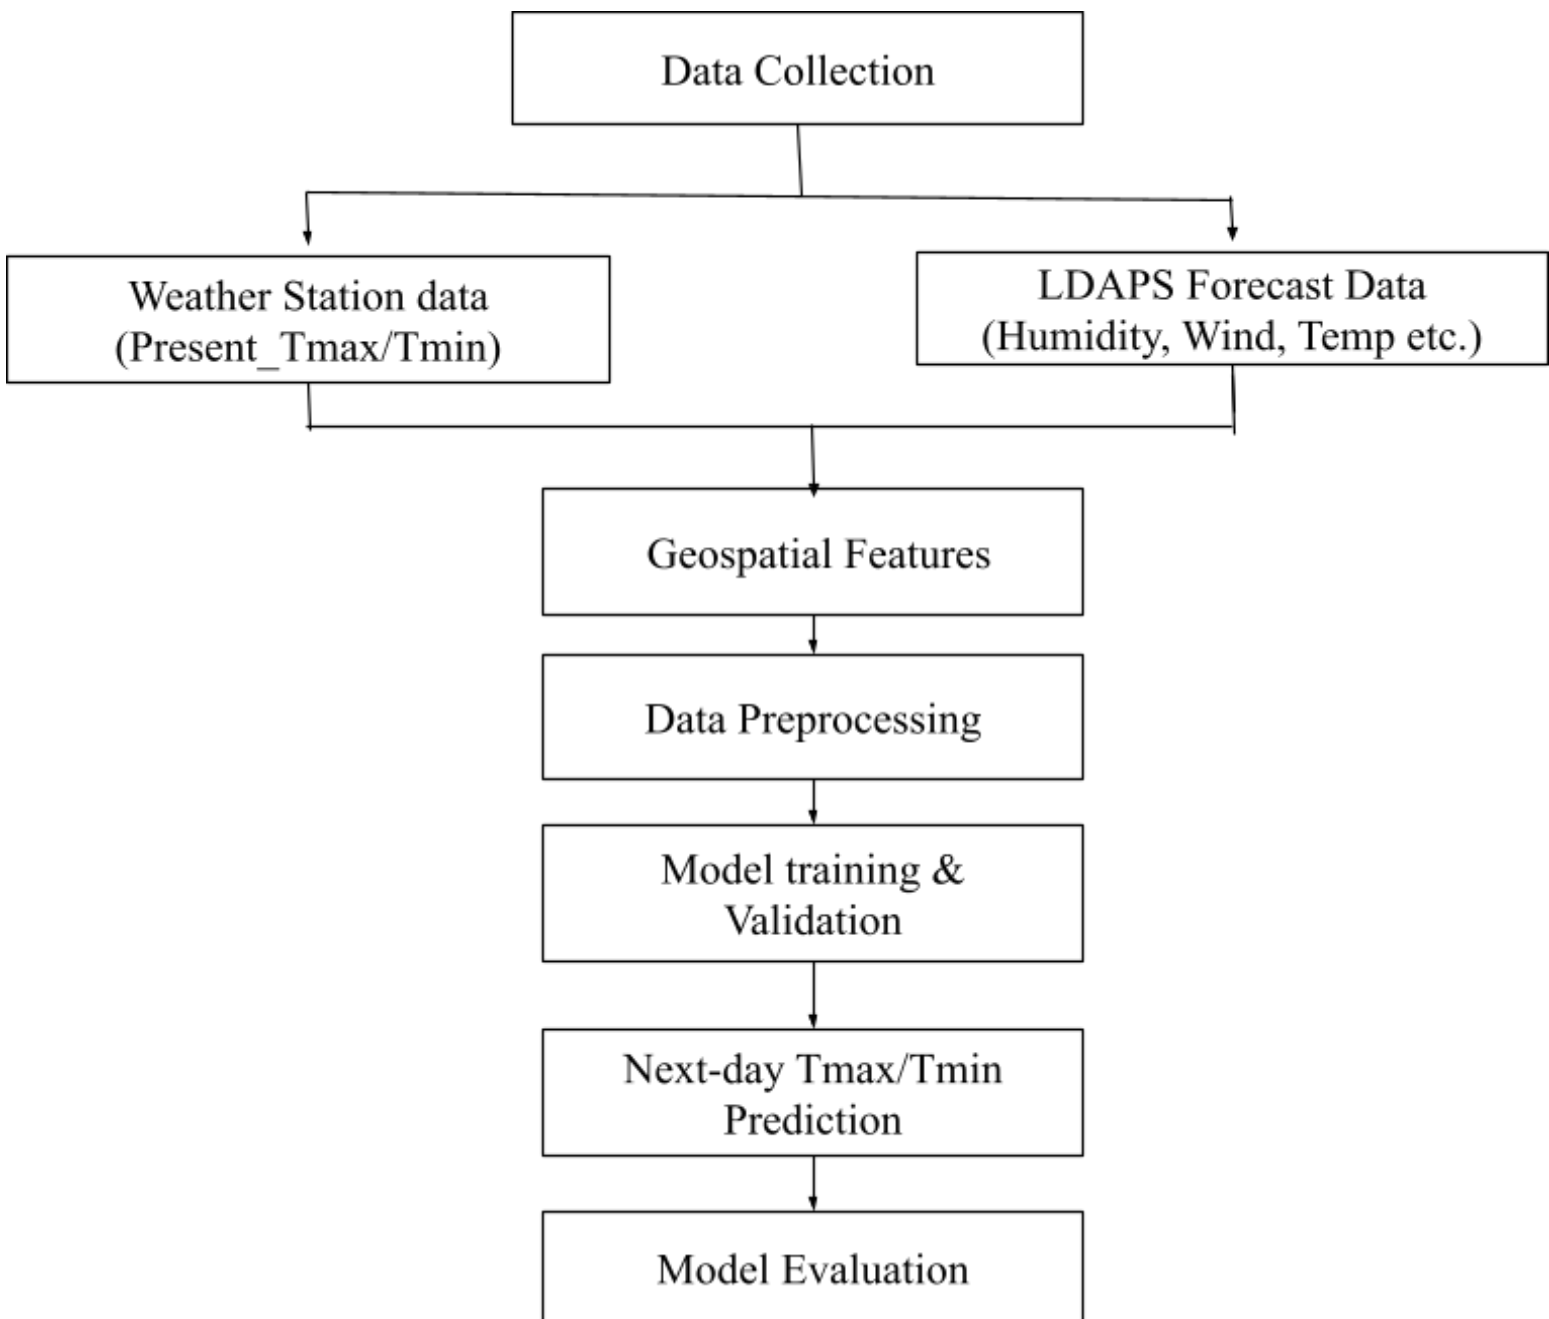 Data Collection
Weather Station data
(Present_Tmax/Tmin)
LDAPS Forecast Data
(Humidity, Wind, Temp etc.)
Geospatial Features
Data Preprocessing
Model training &
Validation
Next-day Tmax/Tmin
Prediction
Model Evaluation